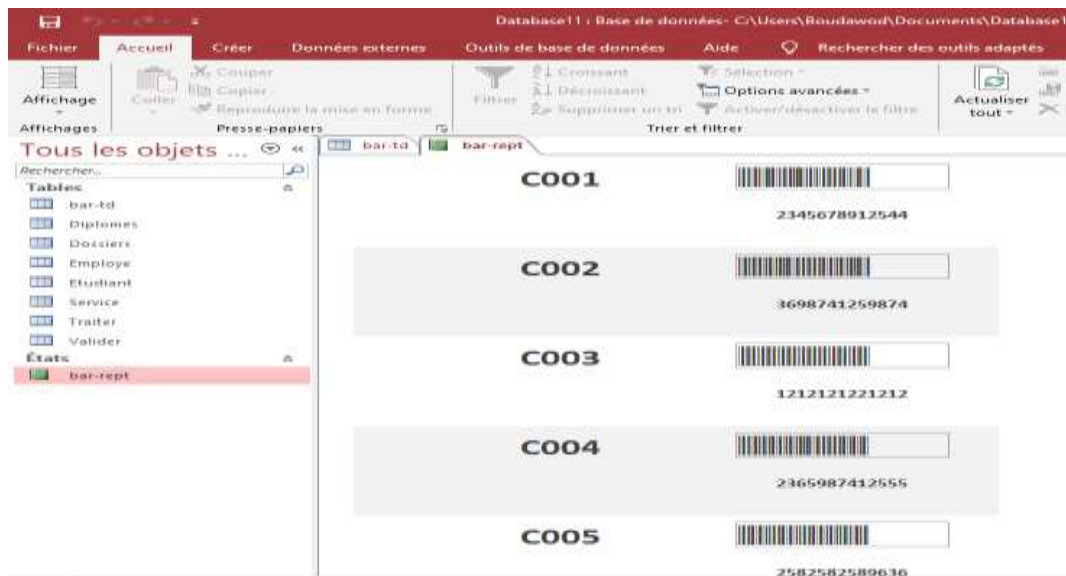 Database11 : Base de données- C:\Users\Boudawod\Documents\Database1
Fichier Accueil Créer Données externes Outils de base de données Aide Rechercher des outils adaptés
Affichage
Coller
Couper
Copier
Reproduire la mise en forme
Filtrer
Croissant
Décroissant
Supprimer un tri
Sélection
Options avancées
Activer/désactiver le filtre
Actualiser
tout
Affichages Presse-papiers Trier et filtrer
Tous les objets ...
Rechercher...
Tables
bar-td
Diplomes
Dossiers
Employe
Etudiant
Service
Traiter
Valider
États
bar-rept
bar-td bar-rept
C001
2345678912544
C002
3698741259874
C003
1212121221212
C004
2365987412555
C005
2582582589636